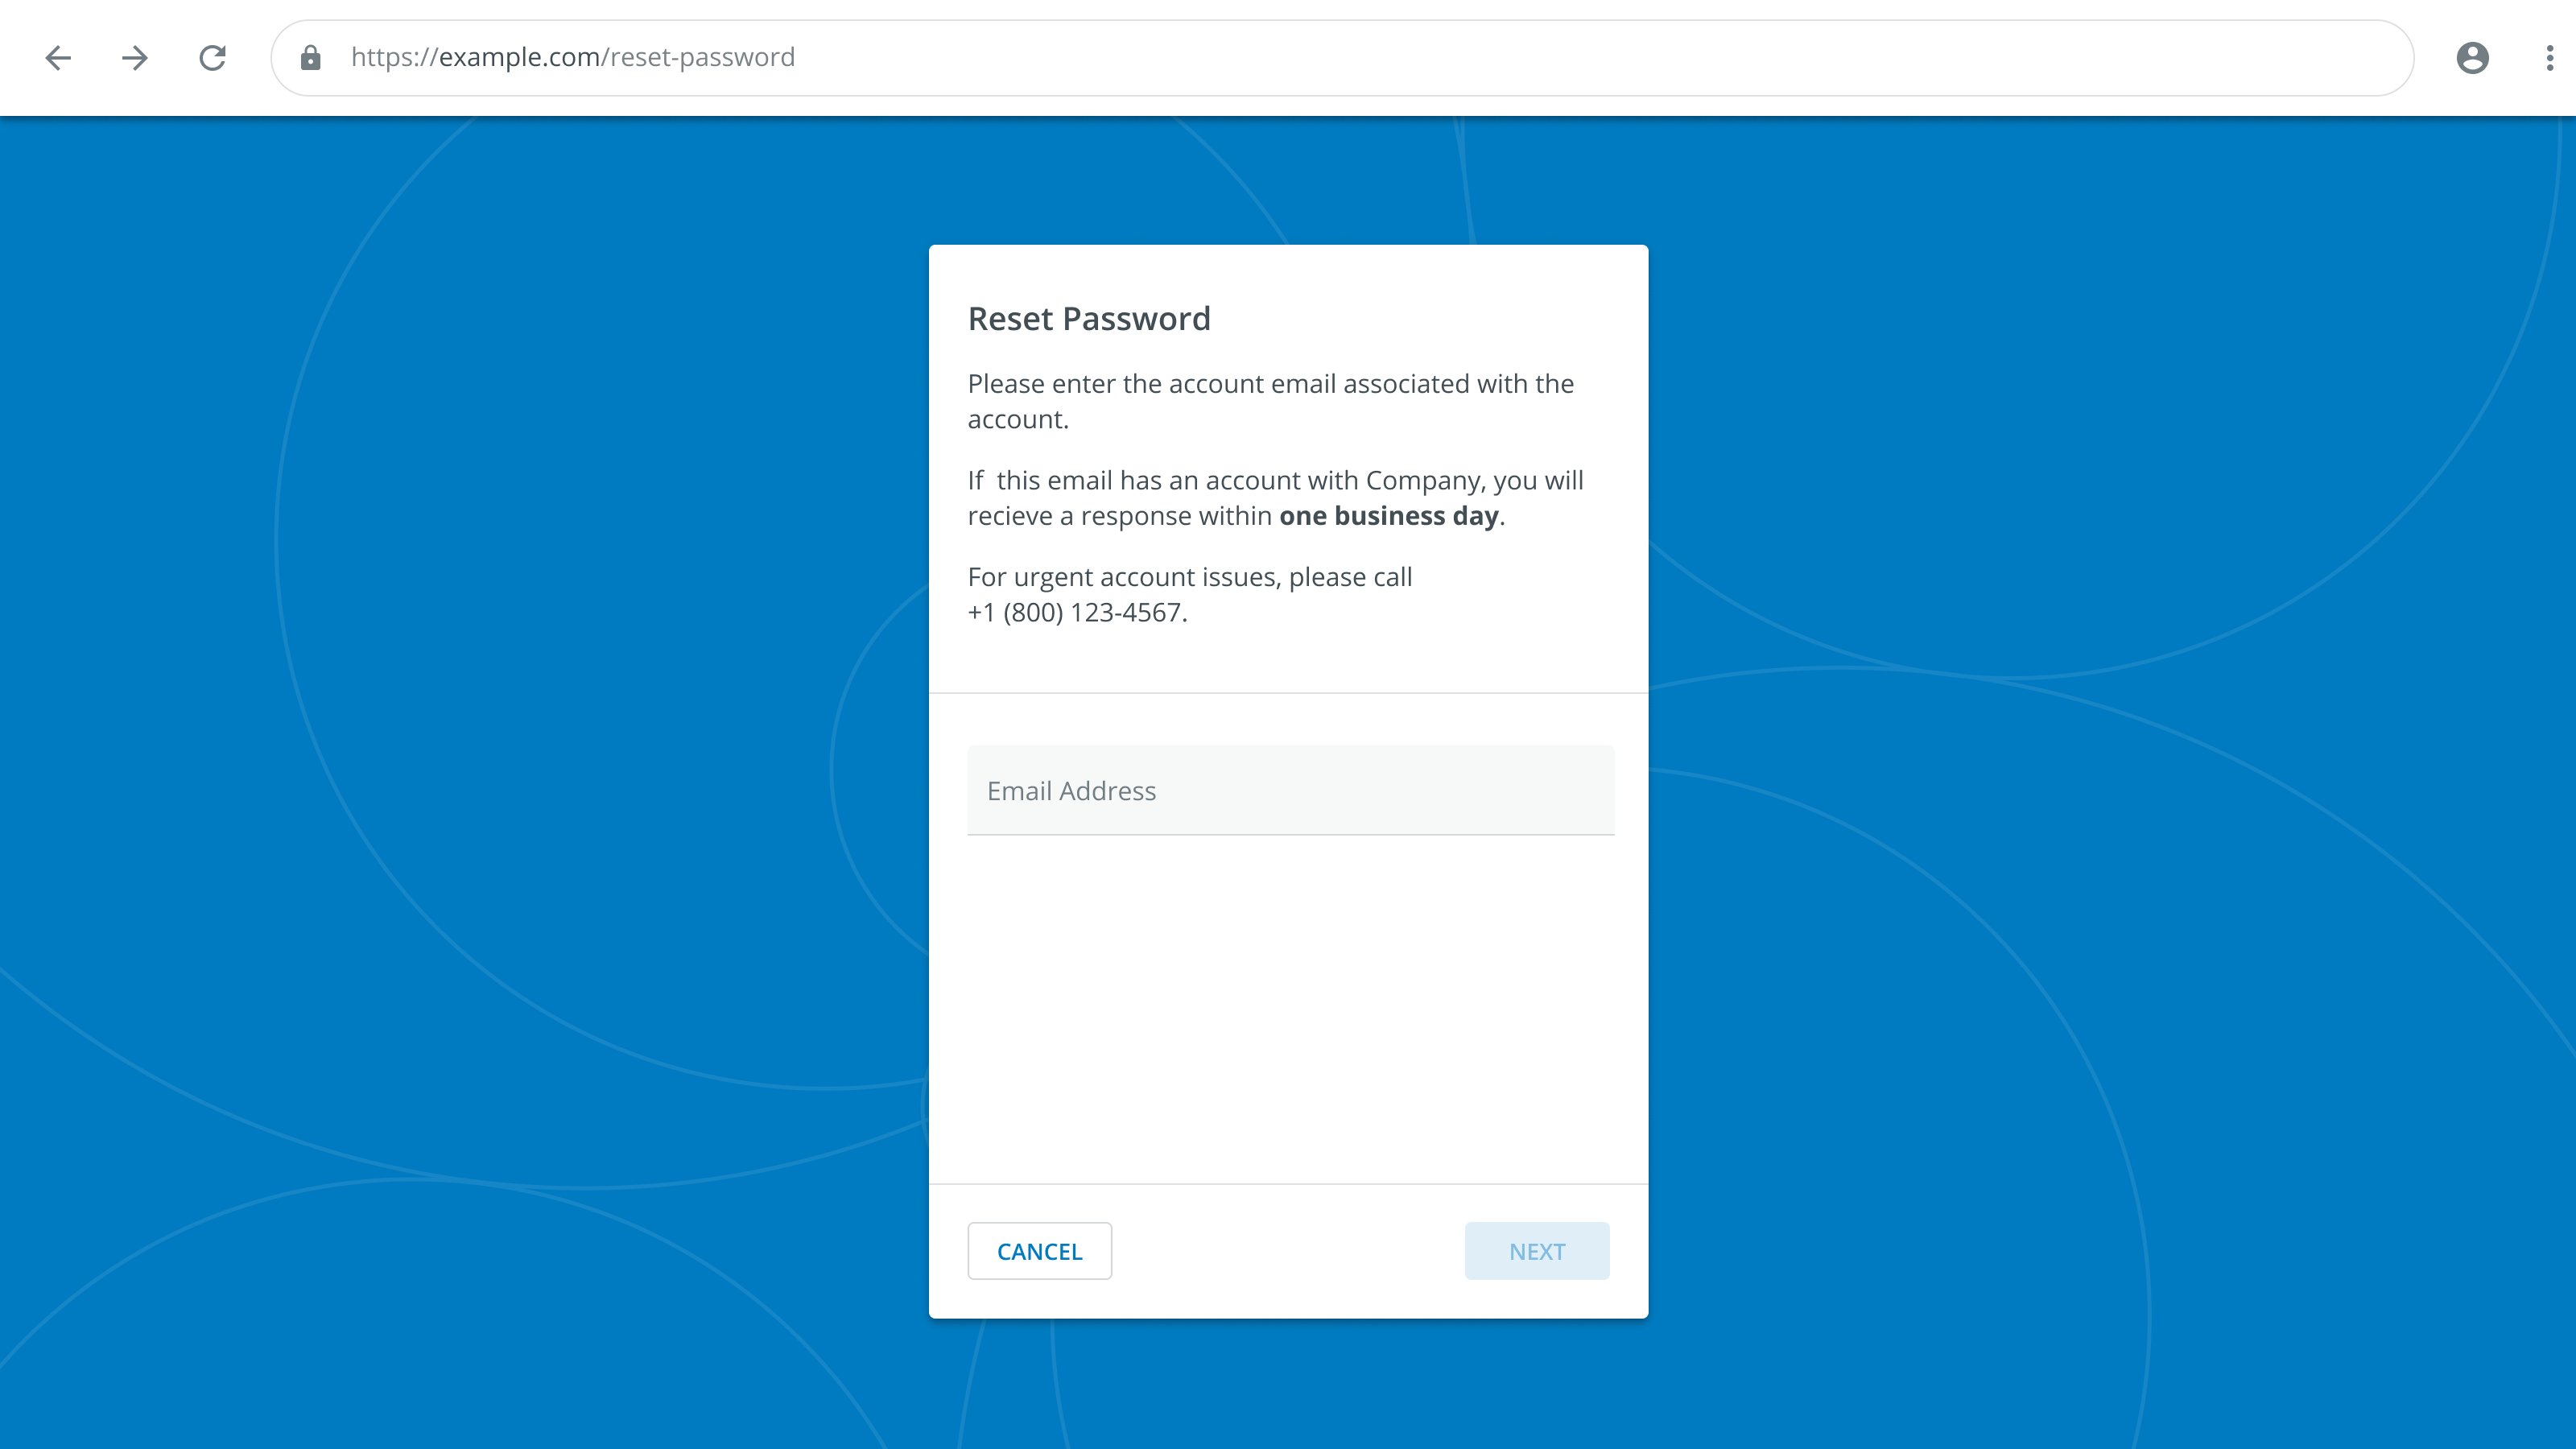 https://example.com/reset-password
Reset Password
Please enter the account email associated with the
account.
If  this email has an account with Company, you will
recieve a response within one business day.
For urgent account issues, please call
+1 (800) 123-4567.
Email Address
CANCEL
NEXT